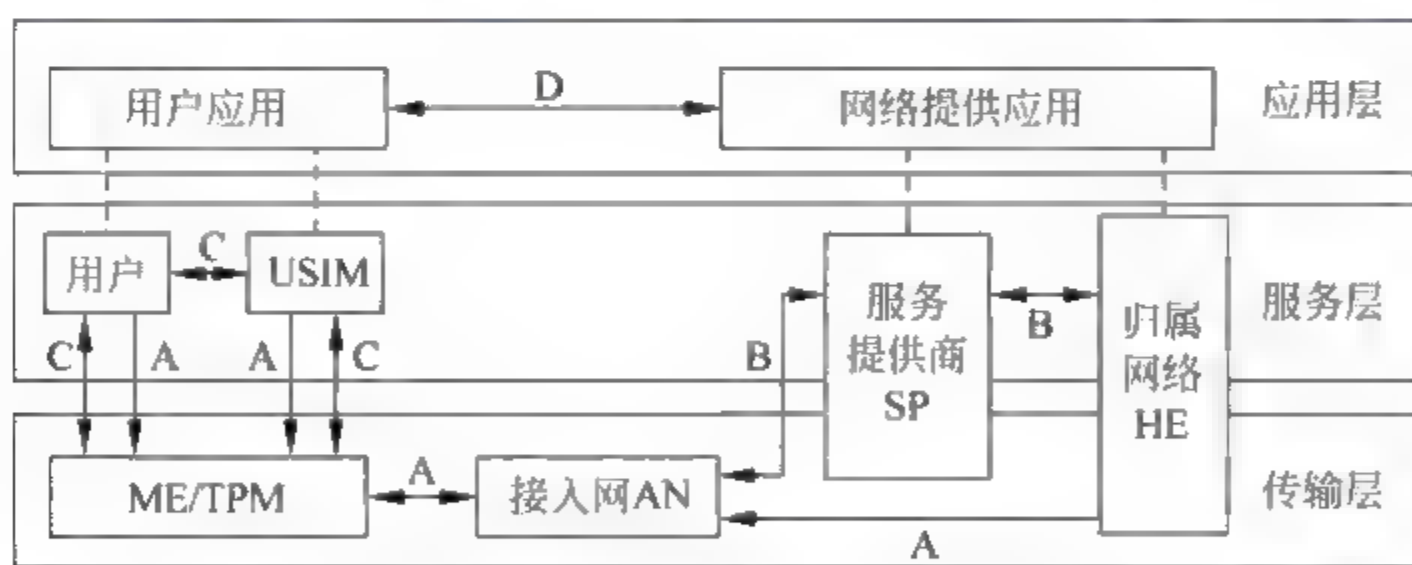 用户应用
D
网络提供应用
应用层
用户
C
USIM
服务
提供商
SP
B
归属
网络
HE
服务层
C
A
A
C
B
ME/TPM
A
接入网AN
A
传输层